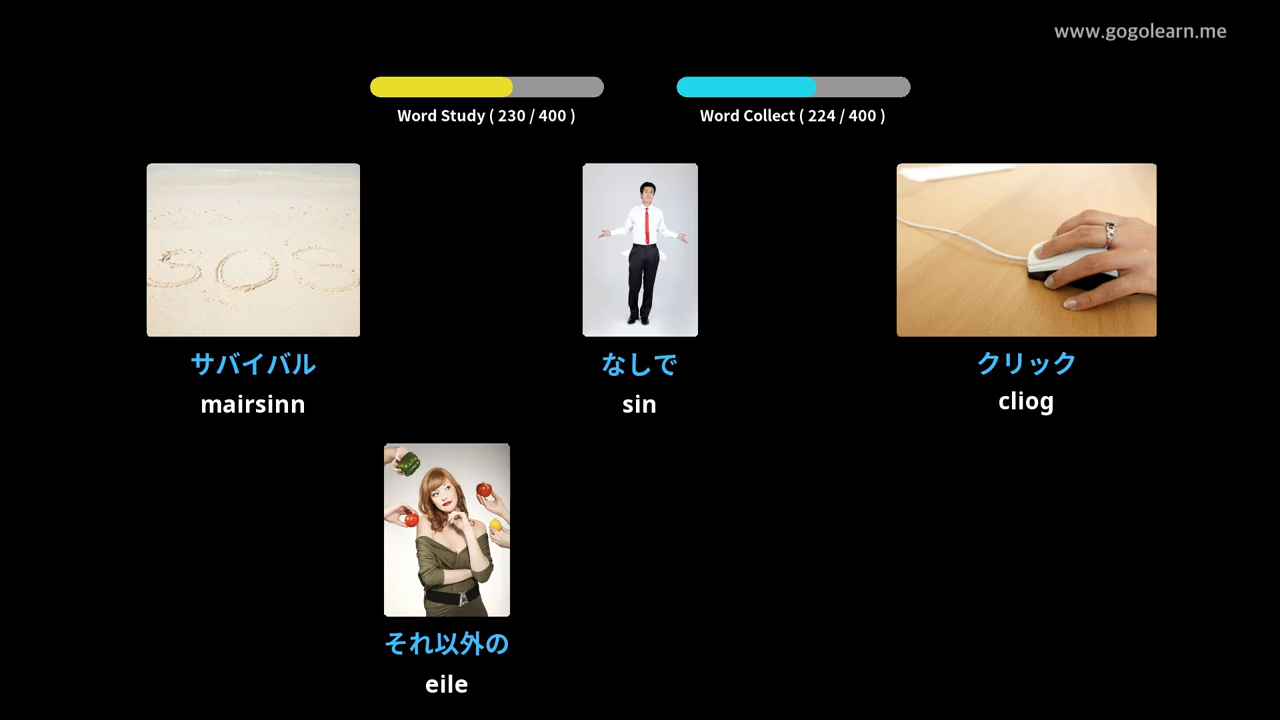 www.gogolearn.me
Word Study ( 230 / 400 )
Word Collect ( 224 / 400 )
SOS
サバイバル
mairsinn
なしで
sin
クリック
cliog
それ以外の
eile